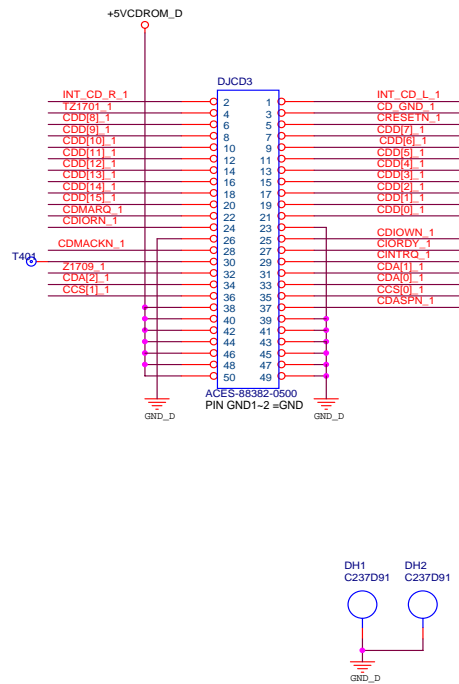 +5VCDROM_D
DJCD3
INT_CD_R_1 2 1 INT_CD_L_1
TZ1701_1 4 3 CD_GND_1
CDD[8]_1 6 5 CRESETN_1
CDD[9]_1 8 7 CDD[7]_1
CDD[10]_1 10 9 CDD[6]_1
CDD[11]_1 12 11 CDD[5]_1
CDD[12]_1 14 13 CDD[4]_1
CDD[13]_1 16 15 CDD[3]_1
CDD[14]_1 18 17 CDD[2]_1
CDD[15]_1 20 19 CDD[1]_1
CDMARQ_1 22 21 CDD[0]_1
CDIORN_1 24 23
26 25 CDIOWN_1
CDMACKN_1 28 27 CIORDY_1
T401 30 29 CINTRQ_1
Z1709_1 32 31 CDA[1]_1
CDA[2]_1 34 33 CDA[0]_1
CCS[1]_1 36 35 CCS[0]_1
38 37 CDASPN_1
40 39
42 41
44 43
46 45
48 47
50 49
ACES-88382-0500
PIN GND1~2 =GND
GND_D GND_D
DH1 DH2
C237D91 C237D91
GND_D